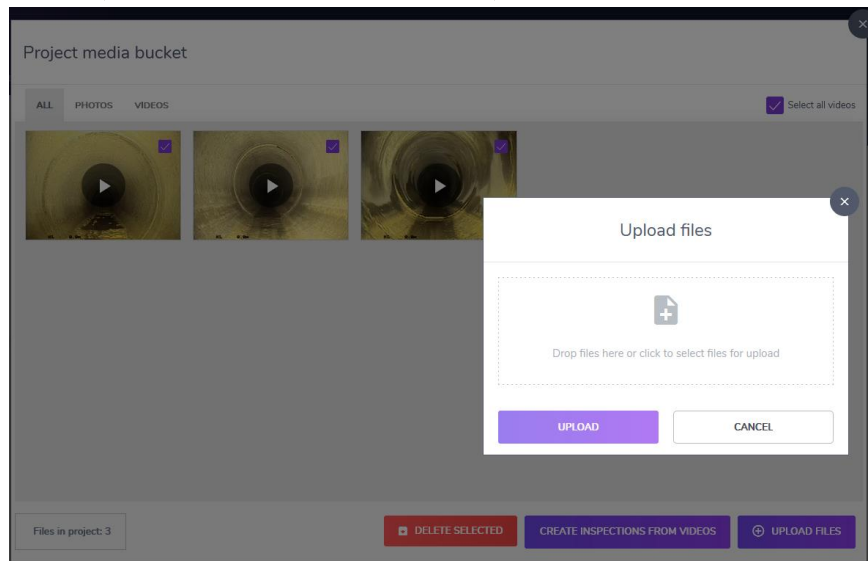 Project media bucket
ALL PHOTOS VIDEOS
Select all videos
Upload files
Drop files here or click to select files for upload
UPLOAD CANCEL
Files in project: 3
DELETE SELECTED
CREATE INSPECTIONS FROM VIDEOS
UPLOAD FILES